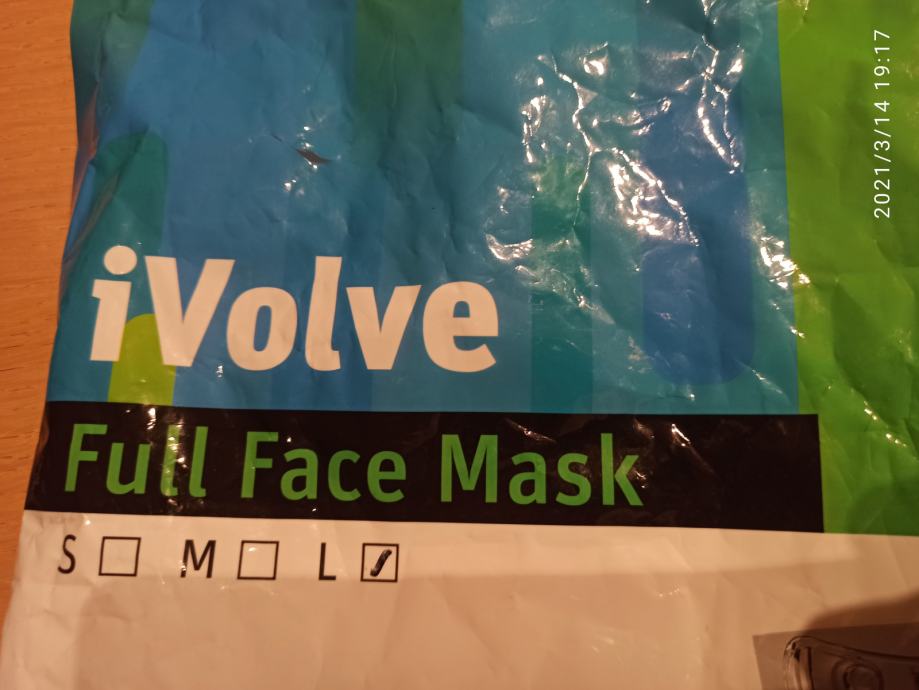 iVolve
Full Face Mask
S M L
2021/3/14 19:17